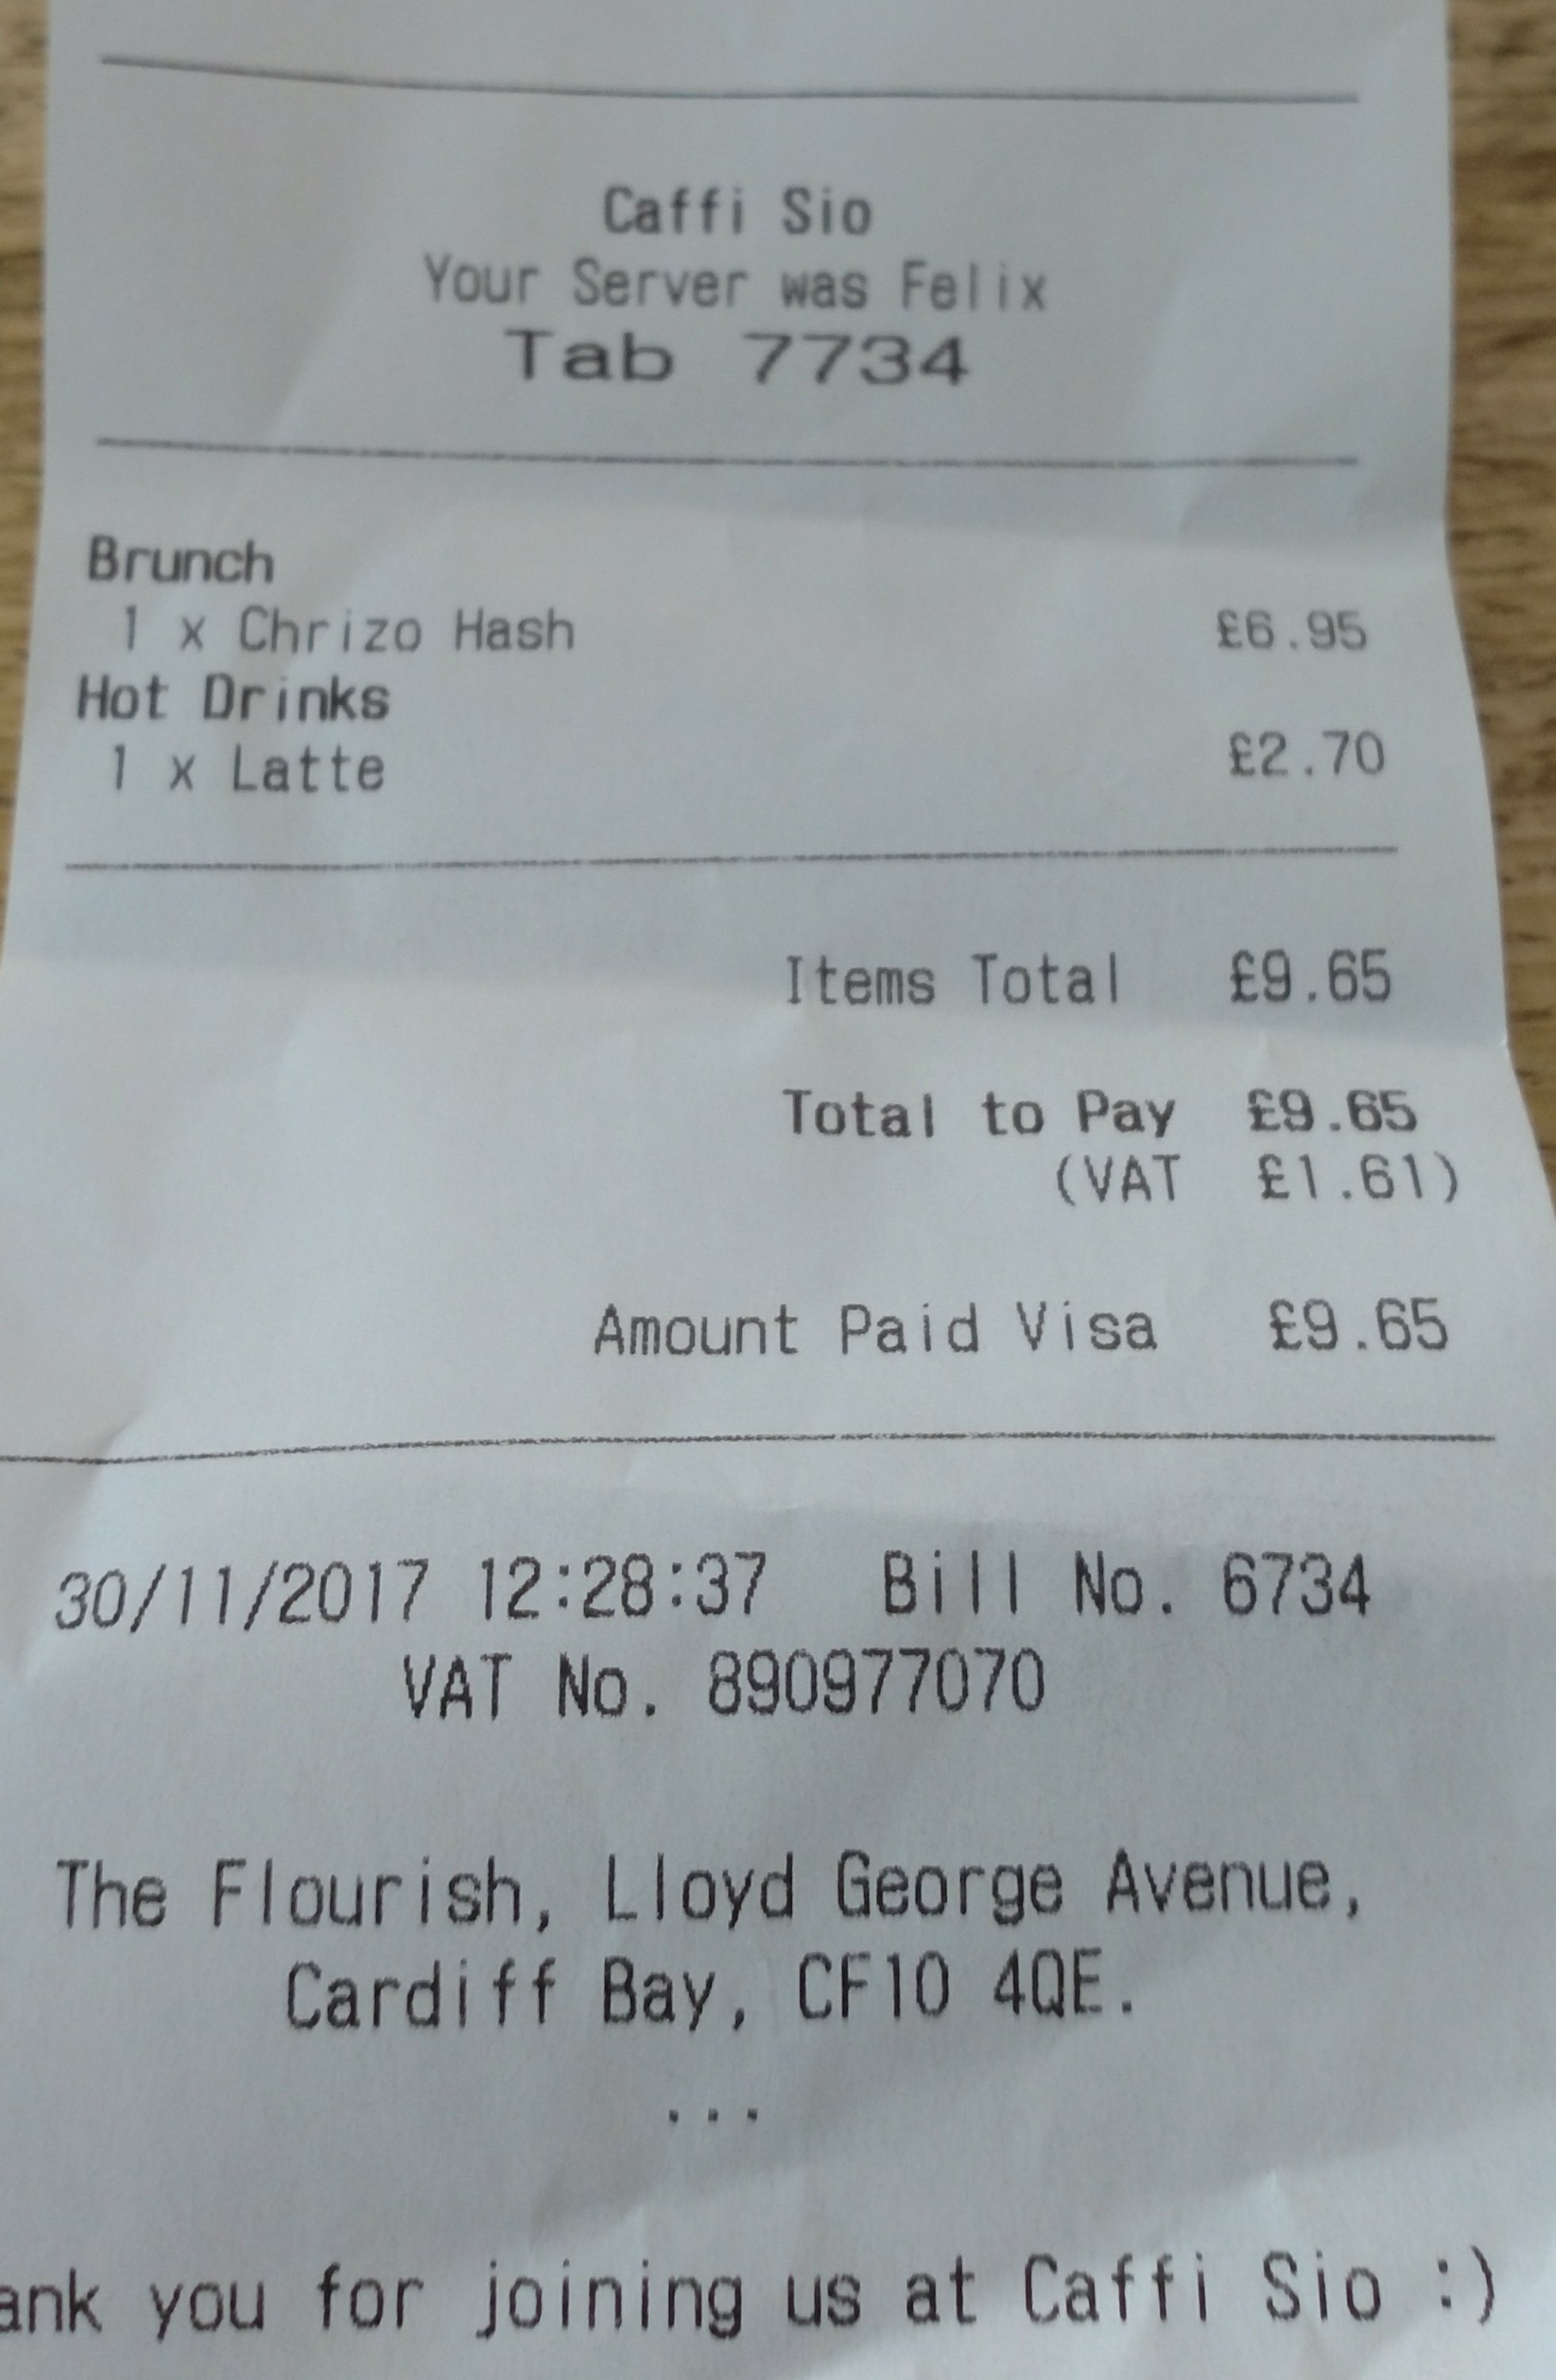 Caffi Sio
Your Server was Felix
Tab 7734
Brunch
1 x Chrizo Hash £6.95
Hot Drinks
1 x Latte £2.70
Items Total £9.65
Total to Pay £9.65
(VAT £1.61)
Amount Paid Visa £9.65
30/11/2017 12:28:37 Bill No. 6734
VAT No. 890977070
The Flourish, Lloyd George Avenue,
Cardiff Bay, CF10 4QE.
...
ank you for joining us at Caffi Sio :)